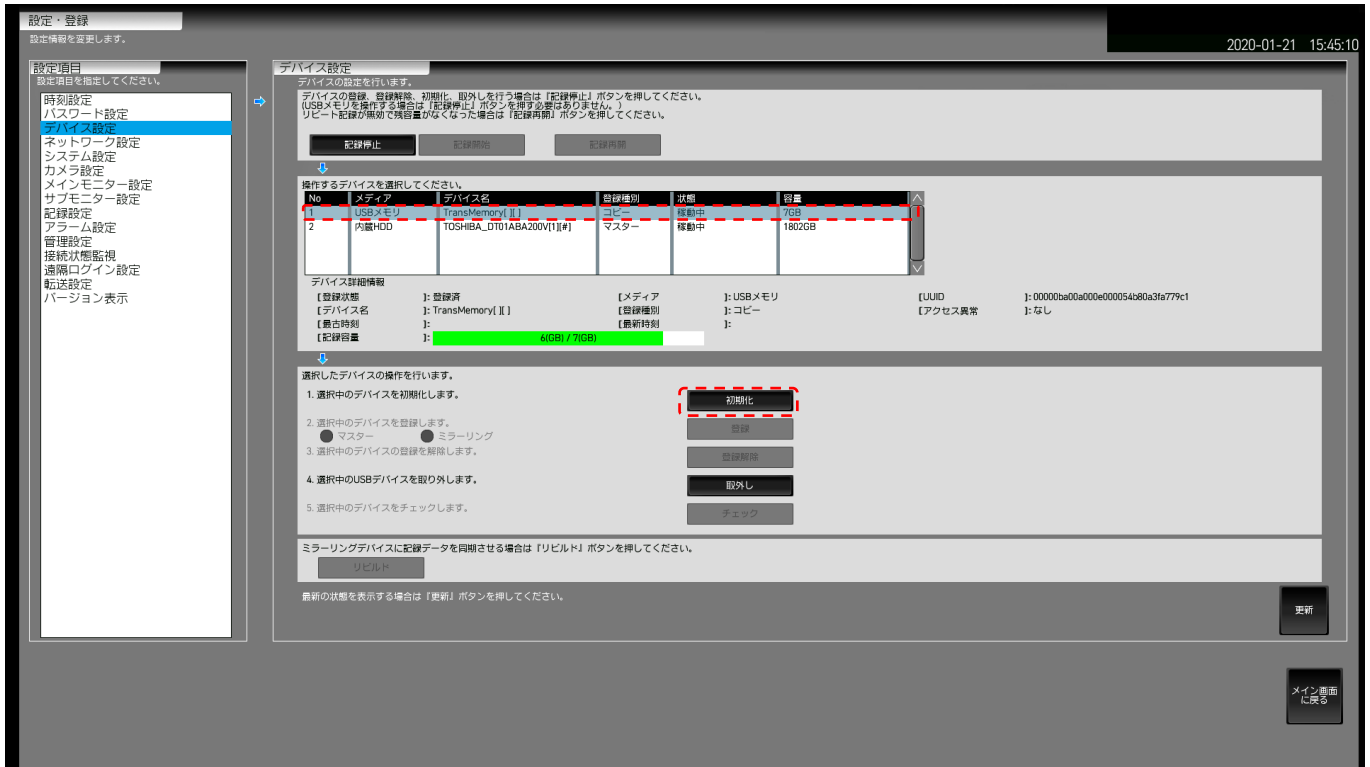 設定・登録
設定情報を変更します。
2020-01-21 15:45:10
設定項目
設定項目を指定してください。
時刻設定
パスワード設定
デバイス設定
ネットワーク設定
システム設定
カメラ設定
メインモニター設定
サブモニター設定
記録設定
アラーム設定
管理設定
接続状態監視
遠隔ログイン設定
転送設定
バージョン表示
デバイス設定
デバイスの設定を行います。
デバイスの登録、登録解除、初期化、取外しを行う場合は『記録停止』ボタンを押してください。
(USBメモリを操作する場合は『記録停止』ボタンを押す必要はありません。)
リピート記録が無効で残容量がなくなった場合は『記録再開』ボタンを押してください。
記録停止 記録開始 記録再開
操作するデバイスを選択してください。
No メディア デバイス名 登録種別 状態 容量
1 USBメモリ TransMemory[ ][ ] コピー 稼動中 7GB
2 内蔵HDD TOSHIBA_DT01ABA200V[1][#] マスター 稼動中 1802GB
デバイス詳細情報
[登録状態 ]: 登録済 [メディア ]: USBメモリ [UUID ]: 00000ba00a000e000054b80a3fa779c1
[デバイス名 ]: TransMemory[ ][ ] [登録種別 ]: コピー [アクセス異常 ]: なし
[最古時刻 ]: [最新時刻 ]:
[記録容量 ]: 6(GB) / 7(GB)
選択したデバイスの操作を行います。
1. 選択中のデバイスを初期化します。 初期化
2. 選択中のデバイスを登録します。 登録
マスター ミラーリング
3. 選択中のデバイスの登録を解除します。 登録解除
4. 選択中のUSBデバイスを取り外します。 取外し
5. 選択中のデバイスをチェックします。 チェック
ミラーリングデバイスに記録データを同期させる場合は『リビルド』ボタンを押してください。
リビルド
最新の状態を表示する場合は『更新』ボタンを押してください。
更新
メイン画面
に戻る